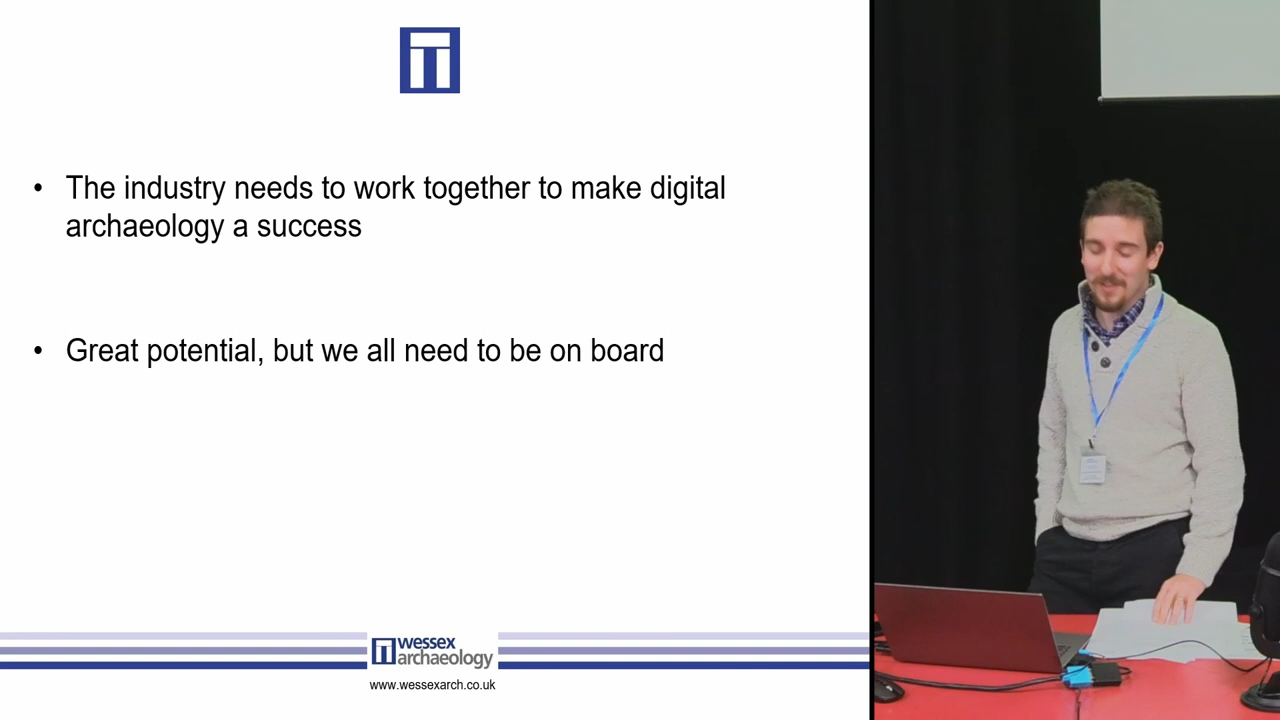 • The industry needs to work together to make digital
archaeology a success
• Great potential, but we all need to be on board
wessex
archaeology
www.wessexarch.co.uk